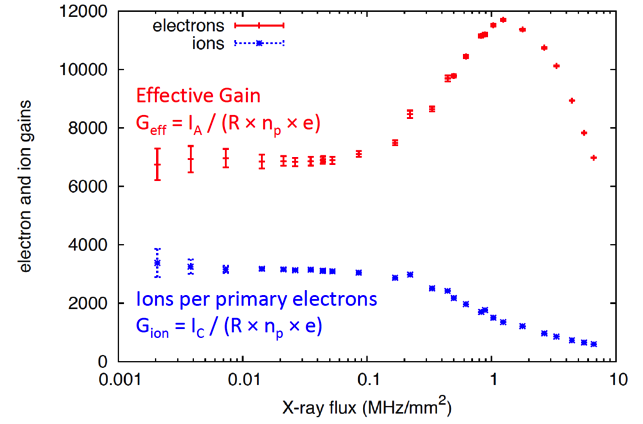 electrons
ions
12000
10000
8000
6000
4000
2000
0
electron and ion gains
Effective Gain
G_eff = I_A / (R × n_p × e)
Ions per primary electrons
G_ion = I_C / (R × n_p × e)
0.001 0.01 0.1 1 10
X-ray flux (MHz/mm²)